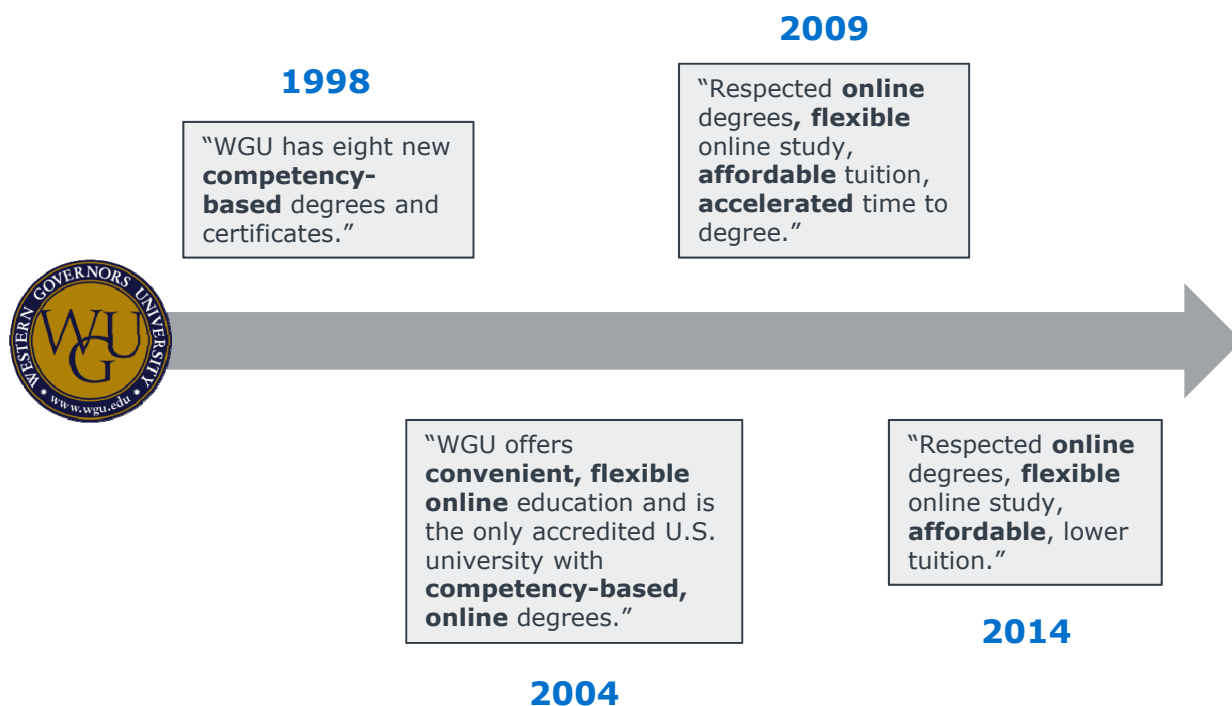 1998
“WGU has eight new
competency-
based degrees and
certificates.”
2009
“Respected online
degrees, flexible
online study,
affordable tuition,
accelerated time to
degree.”
WESTERN GOVERNORS UNIVERSITY
WGU
* www.wgu.edu *
“WGU offers
convenient, flexible
online education and is
the only accredited U.S.
university with
competency-based,
online degrees.”
2004
“Respected online
degrees, flexible
online study,
affordable, lower
tuition.”
2014